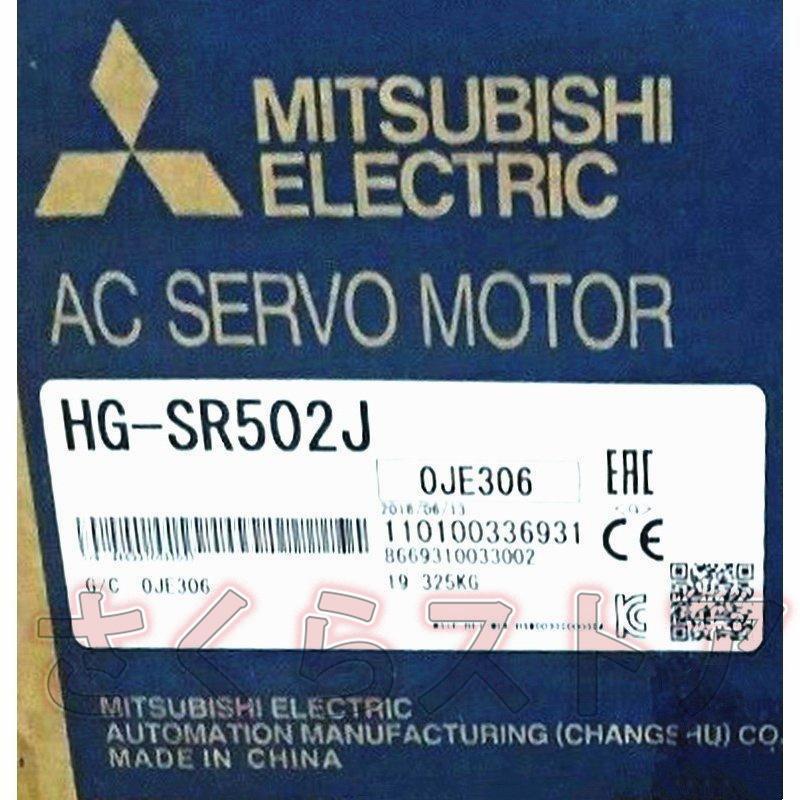 MITSUBISHI
ELECTRIC
AC SERVO MOTOR
HG-SR502J
0JE306
EAC
2018/06/13
110100336931
CE
8669310033002
G/C 0JE306
19.325KG
さくらストア
MITSUBISHI ELECTRIC
AUTOMATION MANUFACTURING (CHANGSHU) CO.
MADE IN CHINA